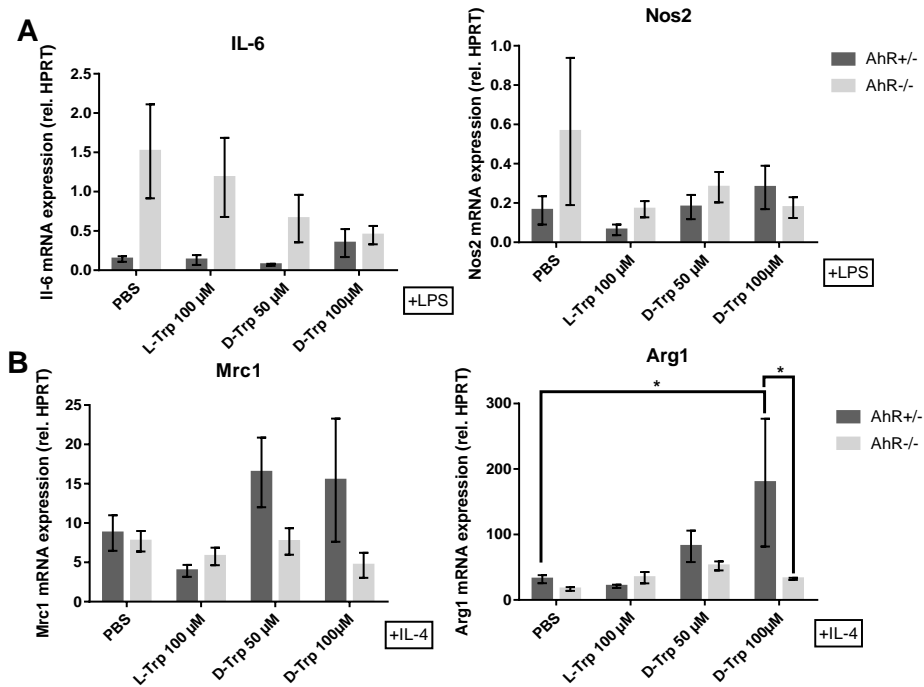 A
IL-6
Il-6 mRNA expression (rel. HPRT)
2.5
2.0
1.5
1.0
0.5
0.0
PBS
L-Trp 100 µM
D-Trp 50 µM
D-Trp 100µM
+LPS
Nos2
Nos2 mRNA expression (rel. HPRT)
1.0
0.8
0.6
0.4
0.2
0.0
PBS
L-Trp 100 µM
D-Trp 50 µM
D-Trp 100µM
+LPS
AhR+/-
AhR-/-
B
Mrc1
Mrc1 mRNA expression (rel. HPRT)
25
20
15
10
5
0
PBS
L-Trp 100 µM
D-Trp 50 µM
D-Trp 100µM
+IL-4
Arg1
Arg1 mRNA expression (rel. HPRT)
300
200
100
0
*
*
PBS
L-Trp 100 µM
D-Trp 50 µM
D-Trp 100µM
+IL-4
AhR+/-
AhR-/-